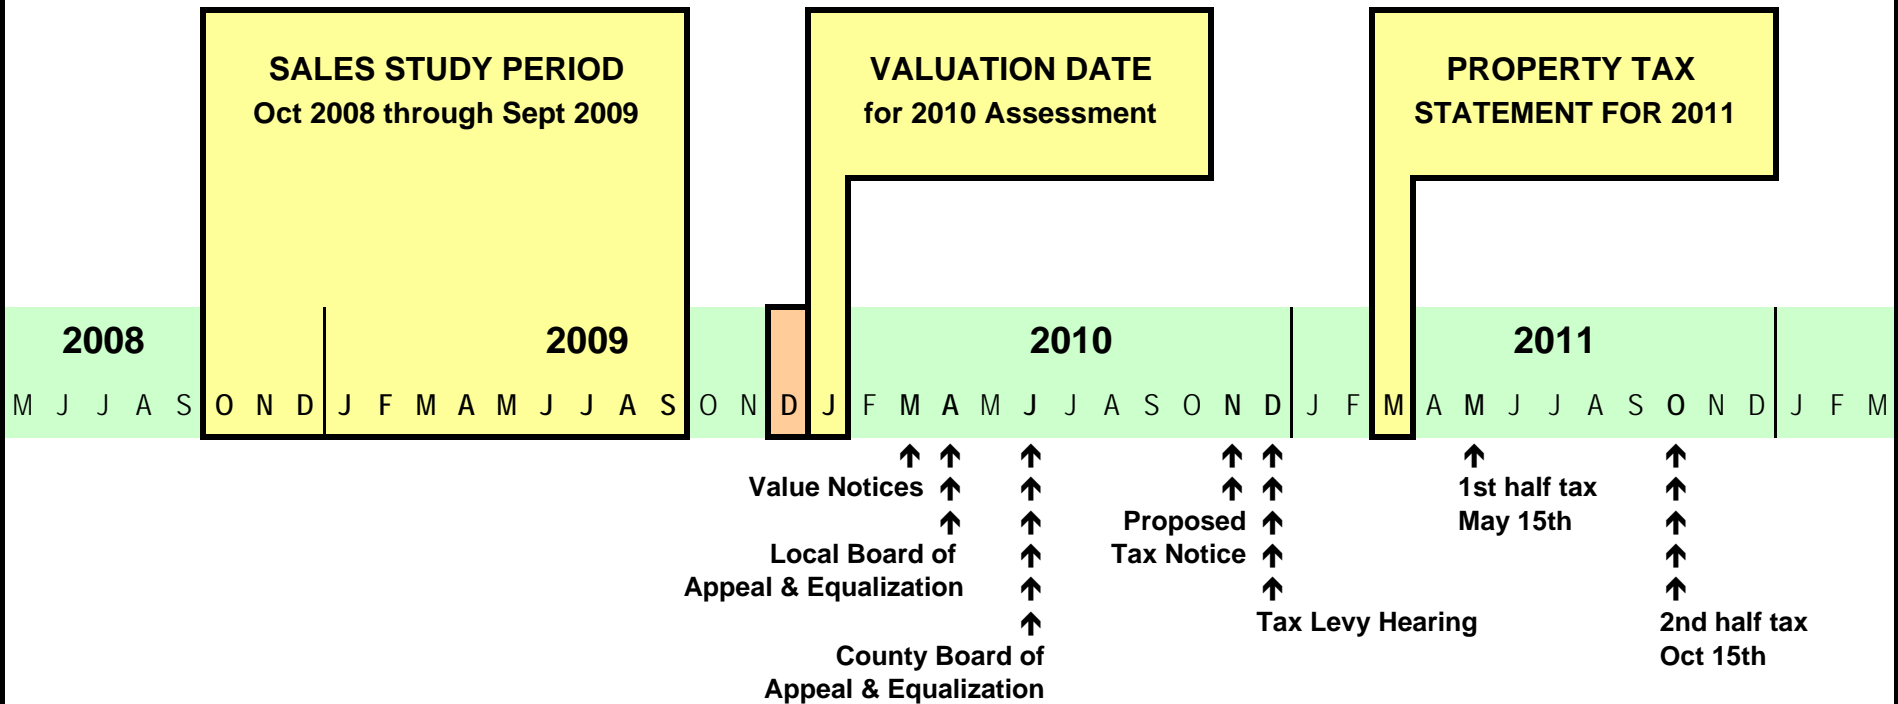 SALES STUDY PERIOD
Oct 2008 through Sept 2009
VALUATION DATE
for 2010 Assessment
PROPERTY TAX
STATEMENT FOR 2011
2008 2009 2010 2011
M J J A S O N D J F M A M J J A S O N D J F M A M J J A S O N D J F M A M J J A S O N D J F M
Value Notices
Local Board of
Appeal & Equalization
County Board of
Appeal & Equalization
Proposed
Tax Notice
Tax Levy Hearing
1st half tax
May 15th
2nd half tax
Oct 15th